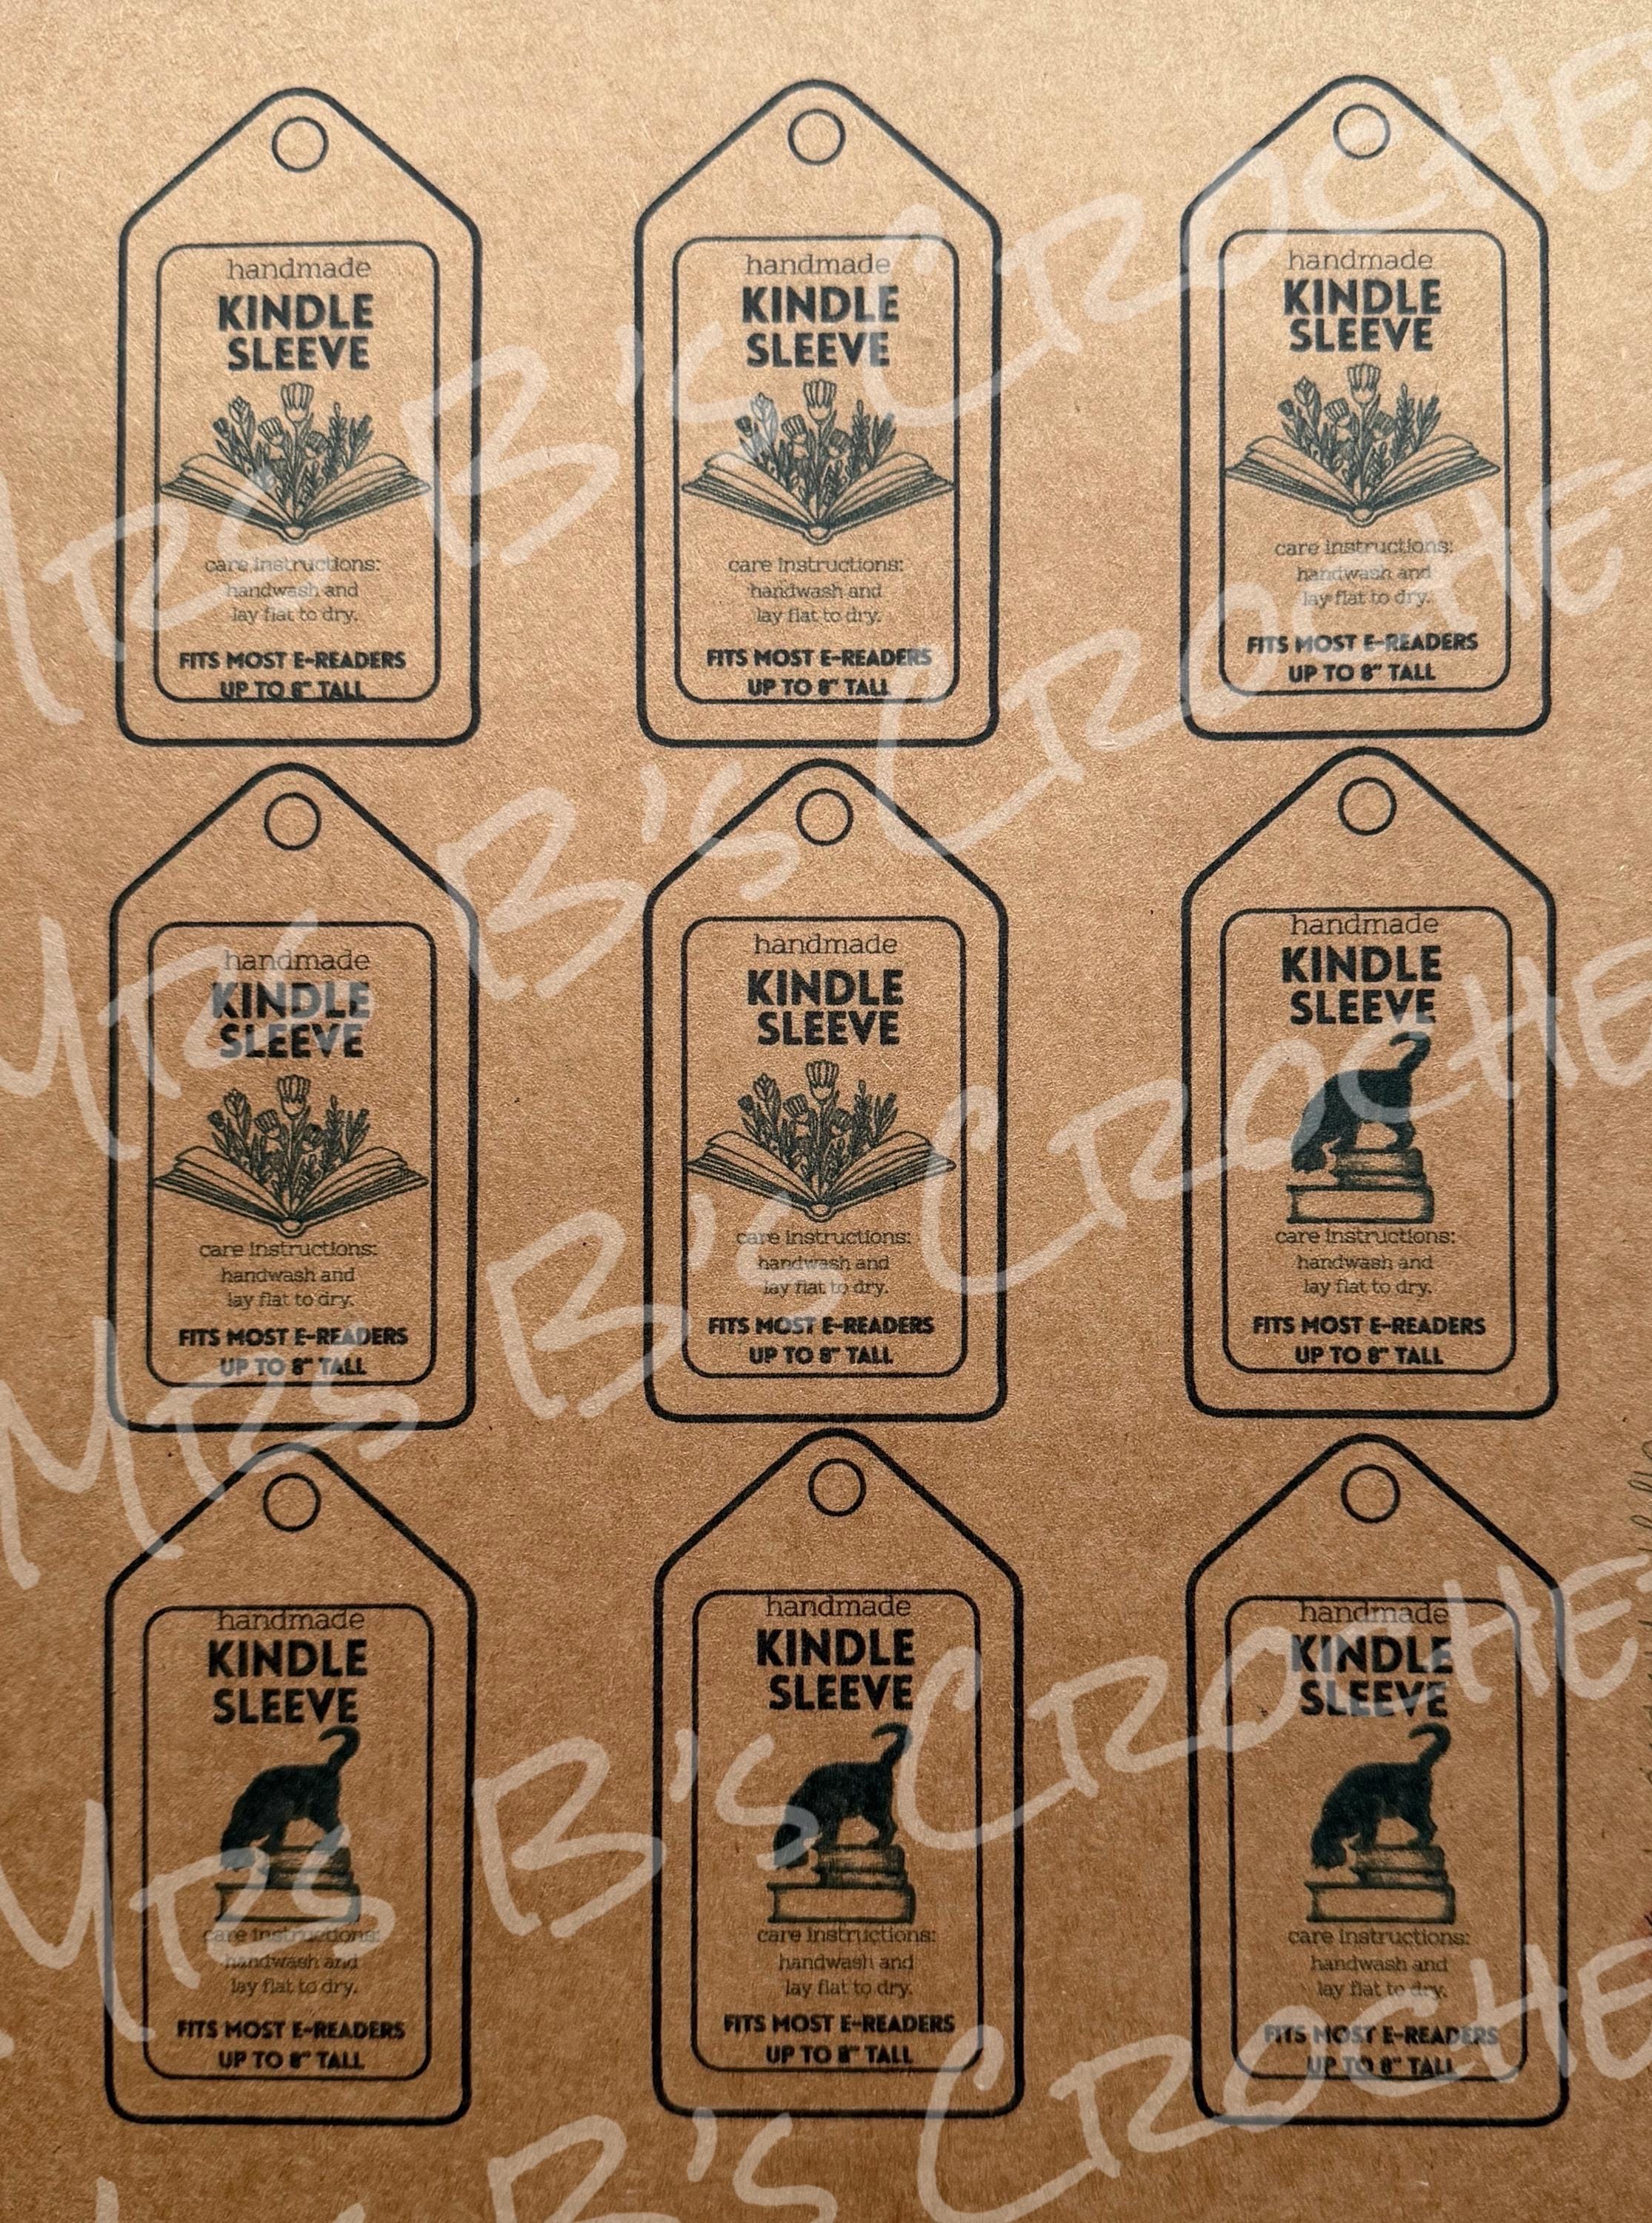 handmade
KINDLE
SLEEVE
care instructions:
handwash and
lay flat to dry.
FITS MOST E-READERS
UP TO 8" TALL
handmade
KINDLE
SLEEVE
care instructions:
handwash and
lay flat to dry.
FITS MOST E-READERS
UP TO 8" TALL
handmade
KINDLE
SLEEVE
care instructions:
handwash and
lay flat to dry.
FITS MOST E-READERS
UP TO 8" TALL
handmade
KINDLE
SLEEVE
care instructions:
handwash and
lay flat to dry.
FITS MOST E-READERS
UP TO 8" TALL
handmade
KINDLE
SLEEVE
care instructions:
handwash and
lay flat to dry.
FITS MOST E-READERS
UP TO 8" TALL
handmade
KINDLE
SLEEVE
care instructions:
handwash and
lay flat to dry.
FITS MOST E-READERS
UP TO 8" TALL
handmade
KINDLE
SLEEVE
care instructions:
handwash and
lay flat to dry.
FITS MOST E-READERS
UP TO 8" TALL
handmade
KINDLE
SLEEVE
care instructions:
handwash and
lay flat to dry.
FITS MOST E-READERS
UP TO 8" TALL
handmade
KINDLE
SLEEVE
care instructions:
handwash and
lay flat to dry.
FITS MOST E-READERS
UP TO 8" TALL
Mrs B's Croche
Mrs B's Croche
Mrs B's Croche
Mrs B's Croche
Mrs B's Croche